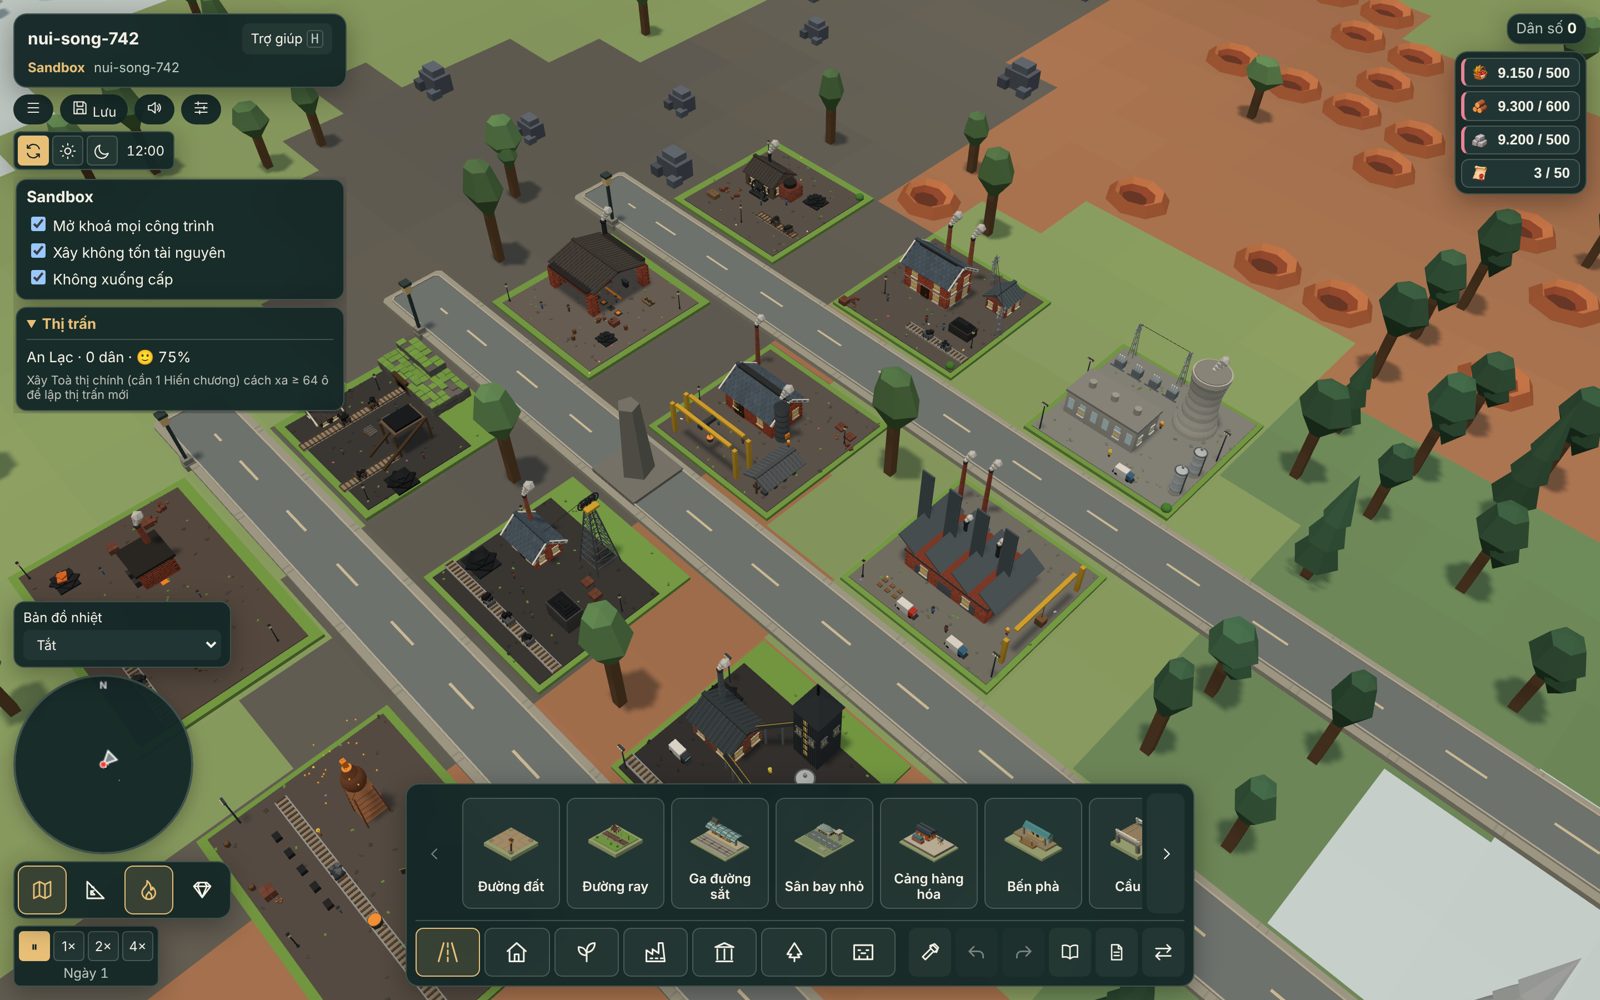 nui-song-742
Trợ giúp H
Sandbox nui-song-742
Lưu
12:00
Sandbox
Mở khoá mọi công trình
Xây không tốn tài nguyên
Không xuống cấp
▼ Thị trấn
An Lạc · 0 dân · 🙂 75%
Xây Toà thị chính (cần 1 Hiến chương) cách xa ≥ 64 ô
để lập thị trấn mới
Dân số 0
9.150 / 500
9.300 / 600
9.200 / 500
3 / 50
Bản đồ nhiệt
Tắt
N
1× 2× 4×
Ngày 1
Đường đất
Đường ray
Ga đường
sắt
Sân bay nhỏ
Cảng hàng
hóa
Bến phà
Cầu